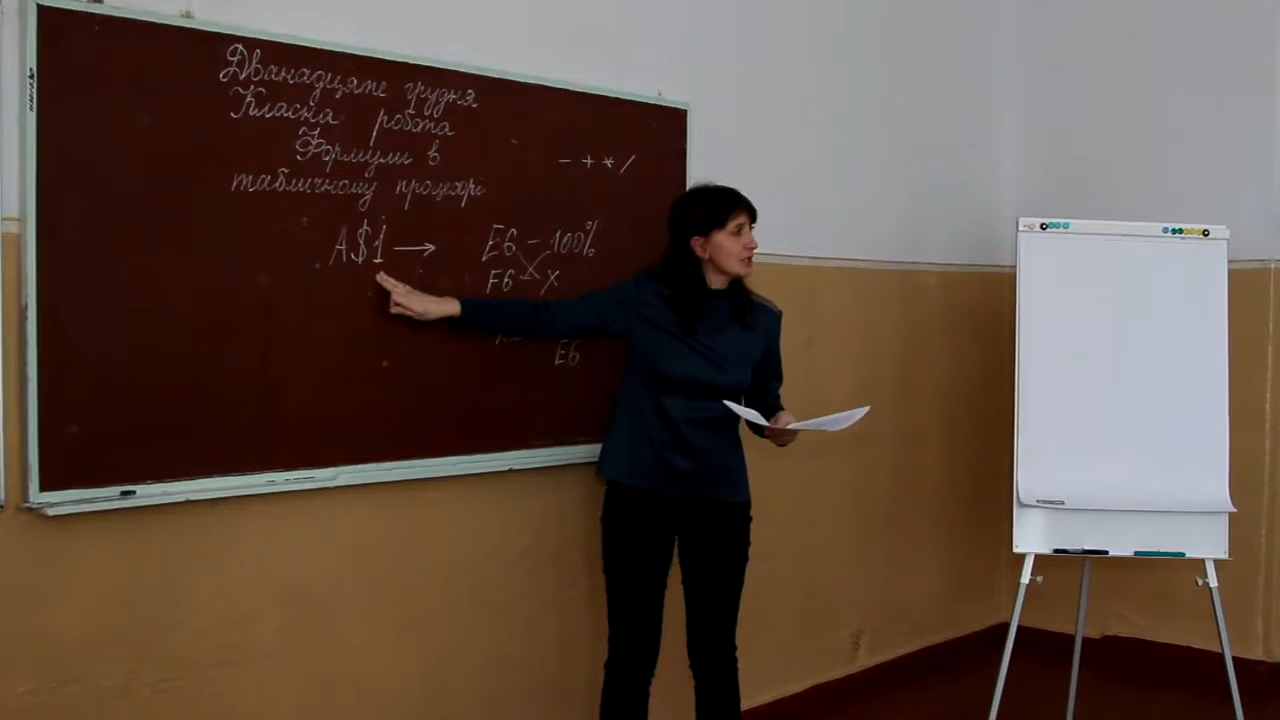 Дванадцяте грудня
Класна робота
Формули в
табличному процесорі
- + * /
A$1 → E6 - 100%
F6 - X
E6